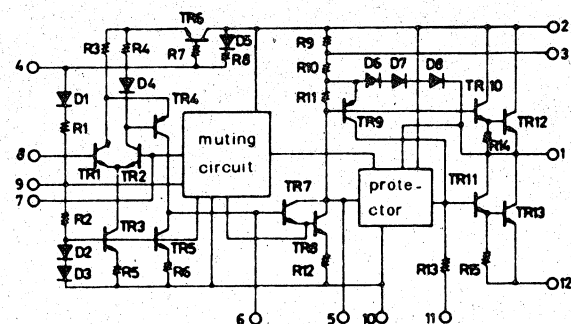 TR6
2
R3 R4 D5 R9
R7 R8 3
4 R10 D6 D7 D8
D1 D4 TR4 R11 TR10
R1 TR9 TR12
muting
circuit
R14
8 TR1 TR2 1
9 TR7 prote-
ctor TR11
7
R2 TR3 TR5 TR8 TR13
D2 R5 R6 R12 R13 R15
D3
12
6 5 10 11